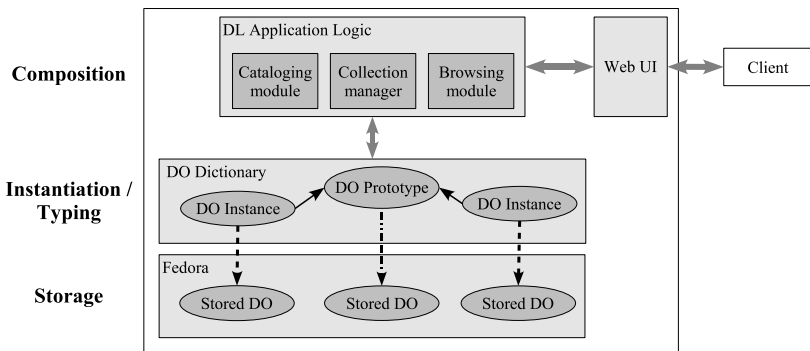 DL Application Logic
Composition
Cataloging
module
Collection
manager
Browsing
module
Web UI
Client
DO Dictionary
Instantiation /
Typing
DO Prototype
DO Instance
DO Instance
Fedora
Storage
Stored DO
Stored DO
Stored DO